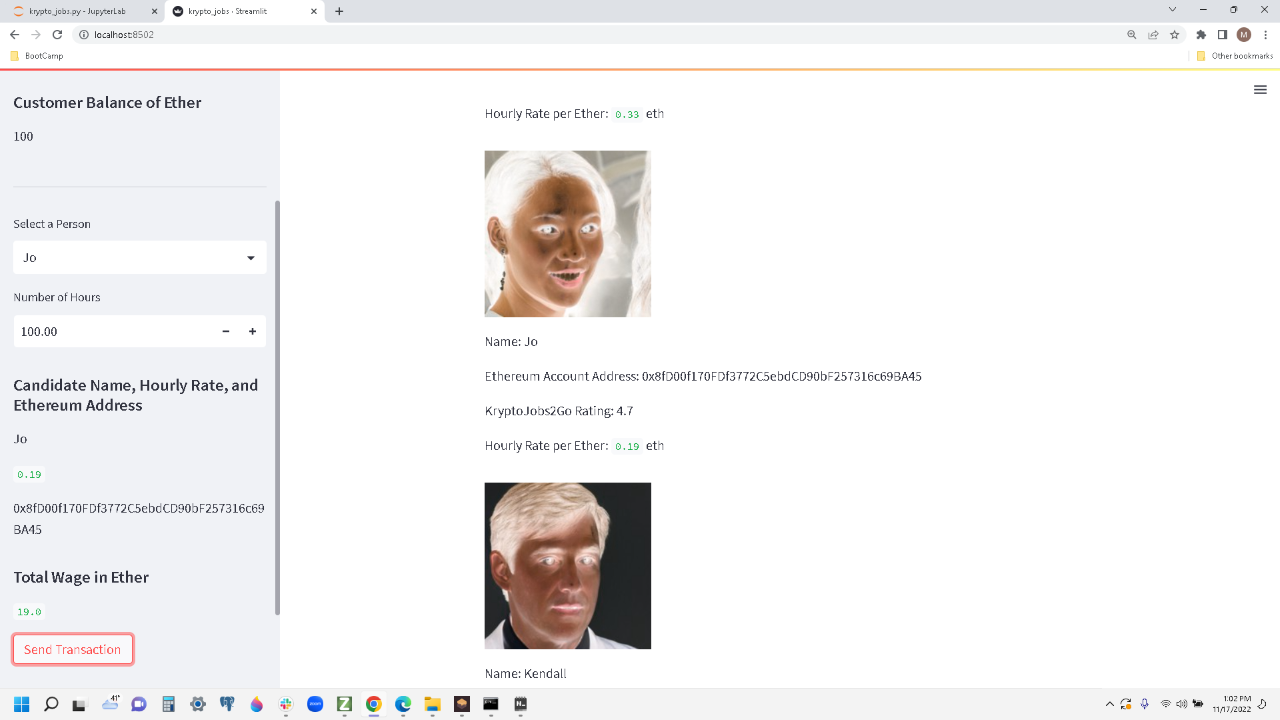 krypto_jobs.py - JupyterLab
krypto_jobs · Streamlit
localhost:8502
M
BootCamp
Other bookmarks
Customer Balance of Ether
100
Select a Person
Jo
Number of Hours
100.00
Candidate Name, Hourly Rate, and
Ethereum Address
Jo
0.19
0x8fD00f170FDf3772C5ebdCD90bF257316c69
BA45
Total Wage in Ether
19.0
Send Transaction
Hourly Rate per Ether: 0.33 eth
Name: Jo
Ethereum Account Address: 0x8fD00f170FDf3772C5ebdCD90bF257316c69BA45
KryptoJobs2Go Rating: 4.7
Hourly Rate per Ether: 0.19 eth
Name: Kendall
41°
zoom
Z
1:02 PM
11/17/2022